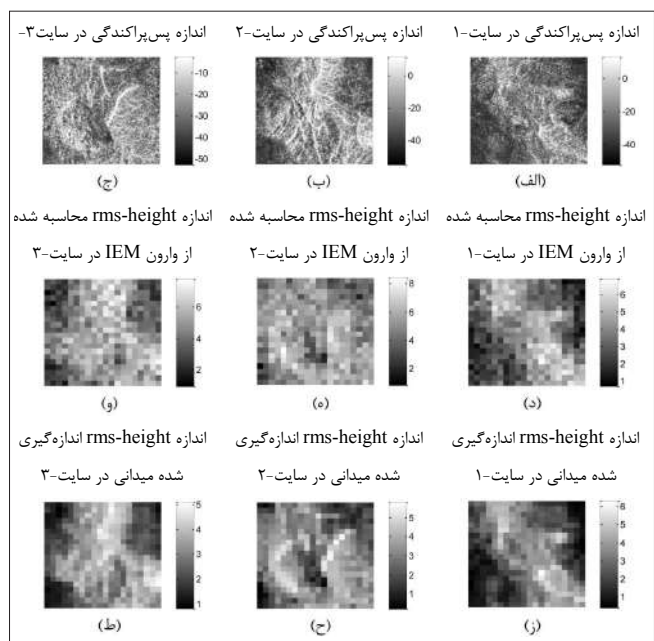 اندازه پس‌پراکندگی در سایت-۱
اندازه پس‌پراکندگی در سایت-۲
اندازه پس‌پراکندگی در سایت۳-
0
-20
-40
(الف)
0
-20
-40
(ب)
-10
-20
-30
-40
-50
(ج)
اندازه rms-height محاسبه شده
از وارون IEM در سایت-۱
اندازه rms-height محاسبه شده
از وارون IEM در سایت-۲
اندازه rms-height محاسبه شده
از وارون IEM در سایت-۳
6
5
4
3
2
1
(د)
8
6
4
2
(ه)
6
4
2
(و)
اندازه rms-height اندازه‌گیری
شده میدانی در سایت-۱
اندازه rms-height اندازه‌گیری
شده میدانی در سایت-۲
اندازه rms-height اندازه‌گیری
شده میدانی در سایت-۳
6
5
4
3
2
1
(ز)
5
4
3
2
1
(ح)
5
4
3
2
1
(ط)